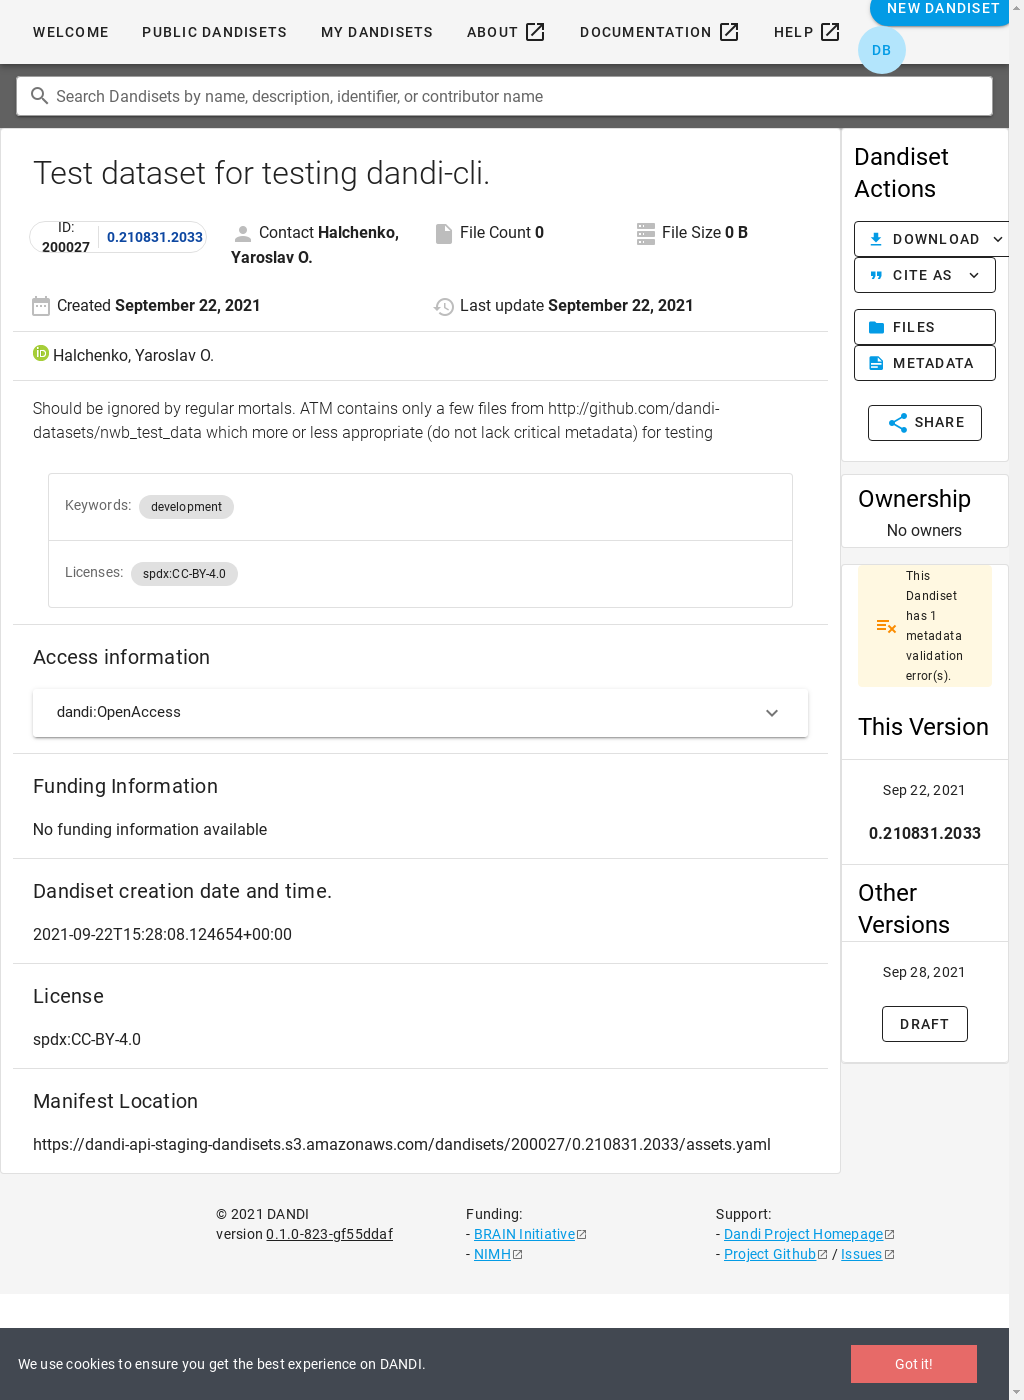 WELCOME PUBLIC DANDISETS MY DANDISETS ABOUT DOCUMENTATION HELP NEW DANDISET
DB
Search Dandisets by name, description, identifier, or contributor name
Test dataset for testing dandi-cli.
ID: 200027 0.210831.2033
Contact Halchenko, Yaroslav O.
File Count 0
File Size 0 B
Created September 22, 2021
Last update September 22, 2021
Halchenko, Yaroslav O.
Should be ignored by regular mortals. ATM contains only a few files from http://github.com/dandi-
datasets/nwb_test_data which more or less appropriate (do not lack critical metadata) for testing
Keywords: development
Licenses: spdx:CC-BY-4.0
Access information
dandi:OpenAccess
Funding Information
No funding information available
Dandiset creation date and time.
2021-09-22T15:28:08.124654+00:00
License
spdx:CC-BY-4.0
Manifest Location
https://dandi-api-staging-dandisets.s3.amazonaws.com/dandisets/200027/0.210831.2033/assets.yaml
Dandiset
Actions
DOWNLOAD
CITE AS
FILES
METADATA
SHARE
Ownership
No owners
This
Dandiset
has 1
metadata
validation
error(s).
This Version
Sep 22, 2021
0.210831.2033
Other
Versions
Sep 28, 2021
DRAFT
© 2021 DANDI
version 0.1.0-823-gf55ddaf
Funding:
- BRAIN Initiative
- NIMH
Support:
- Dandi Project Homepage
- Project Github / Issues
We use cookies to ensure you get the best experience on DANDI.
Got it!